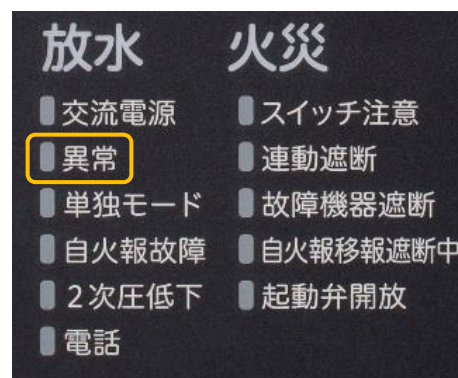 放水 火災
交流電源 スイッチ注意
異常 連動遮断
単独モード 故障機器遮断
自火報故障 自火報移報遮断中
2次圧低下 起動弁開放
電話